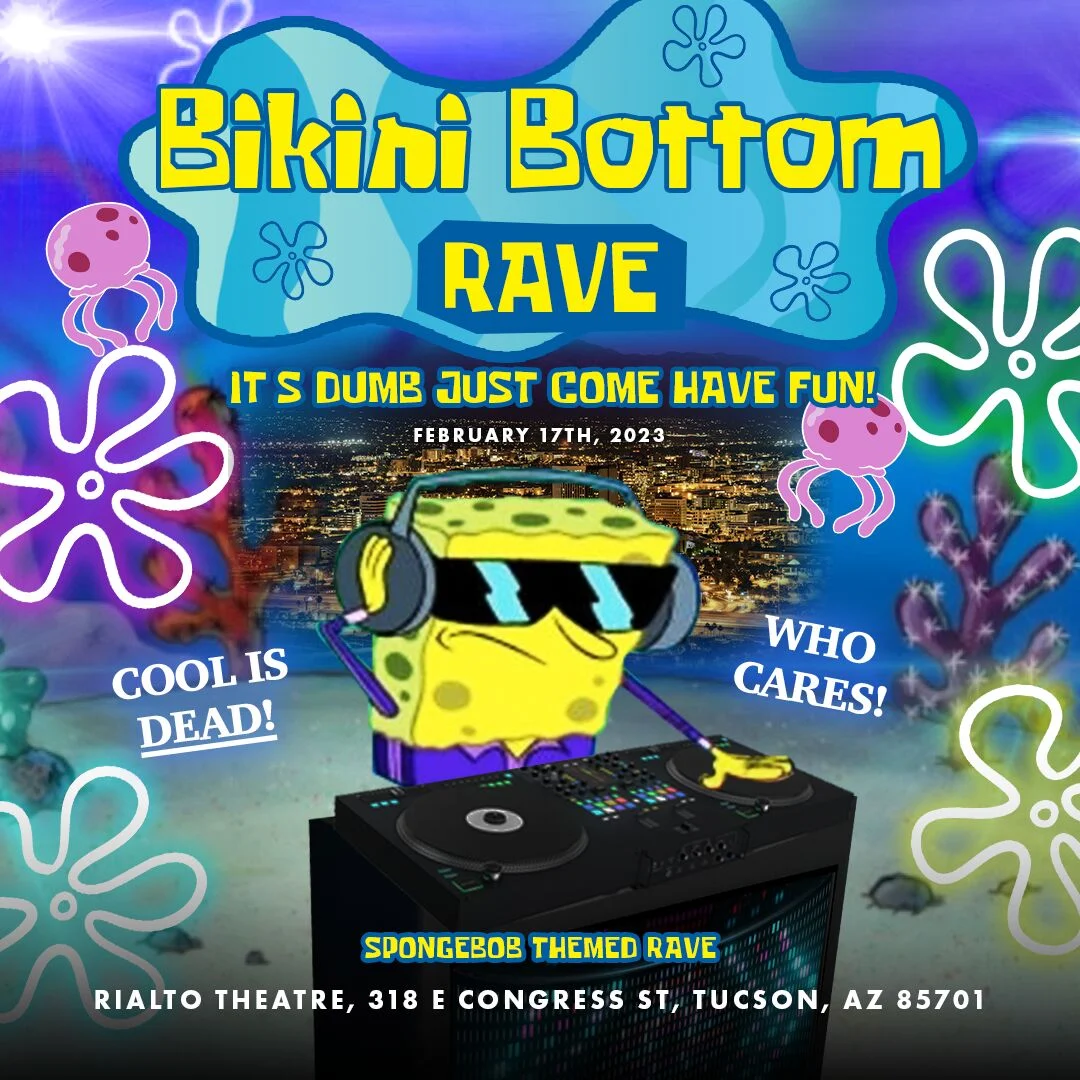 Bikini Bottom
RAVE
IT S DUMB JUST COME HAVE FUN!
FEBRUARY 17TH, 2023
COOL IS
DEAD!
WHO
CARES!
SPONGEBOB THEMED RAVE
RIALTO THEATRE, 318 E CONGRESS ST, TUCSON, AZ 85701